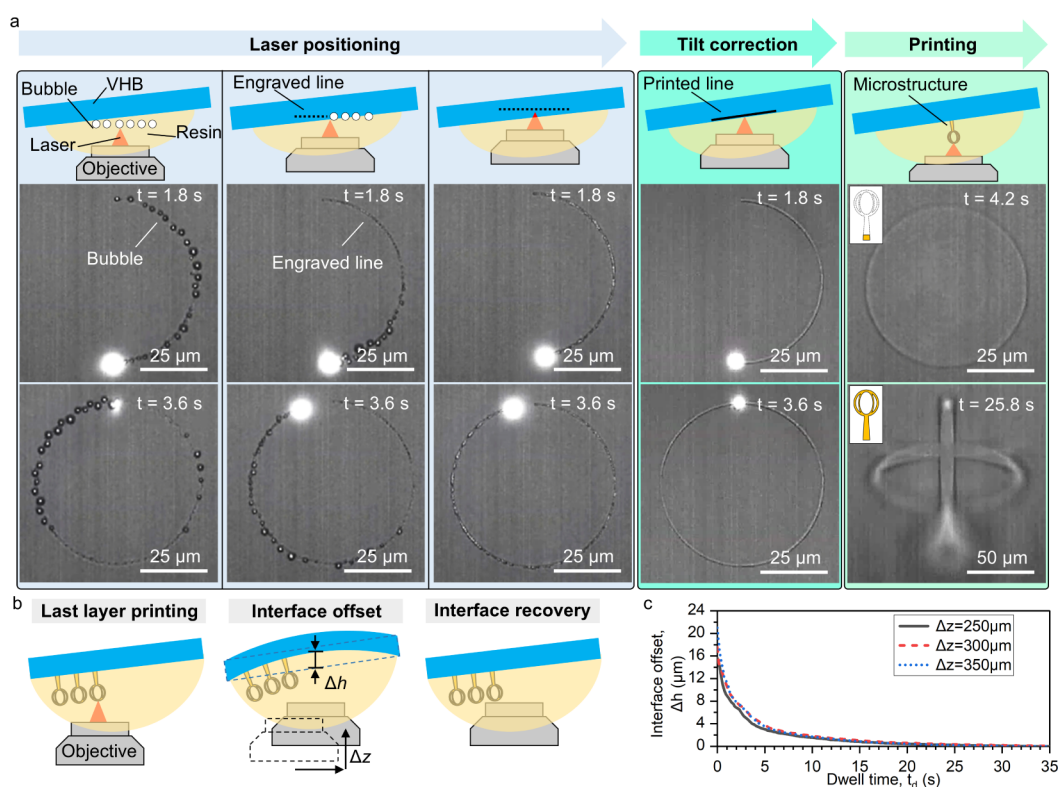 a
Laser positioning
Tilt correction
Printing
Bubble
VHB
Laser
Resin
Objective
Engraved line
Printed line
Microstructure
t = 1.8 s
Bubble
25 μm
t =1.8 s
Engraved line
25 μm
t = 1.8 s
25 μm
t = 1.8 s
25 μm
t = 4.2 s
25 μm
t = 3.6 s
25 μm
t = 3.6 s
25 μm
t = 3.6 s
25 μm
t = 3.6 s
25 μm
t = 25.8 s
50 μm
b
Last layer printing
Interface offset
Interface recovery
Objective
Δh
Δz
c
Interface offset,
Δh (μm)
24
20
16
12
8
4
0
Δz=250μm
Δz=300μm
Δz=350μm
0 5 10 15 20 25 30 35
Dwell time, td (s)